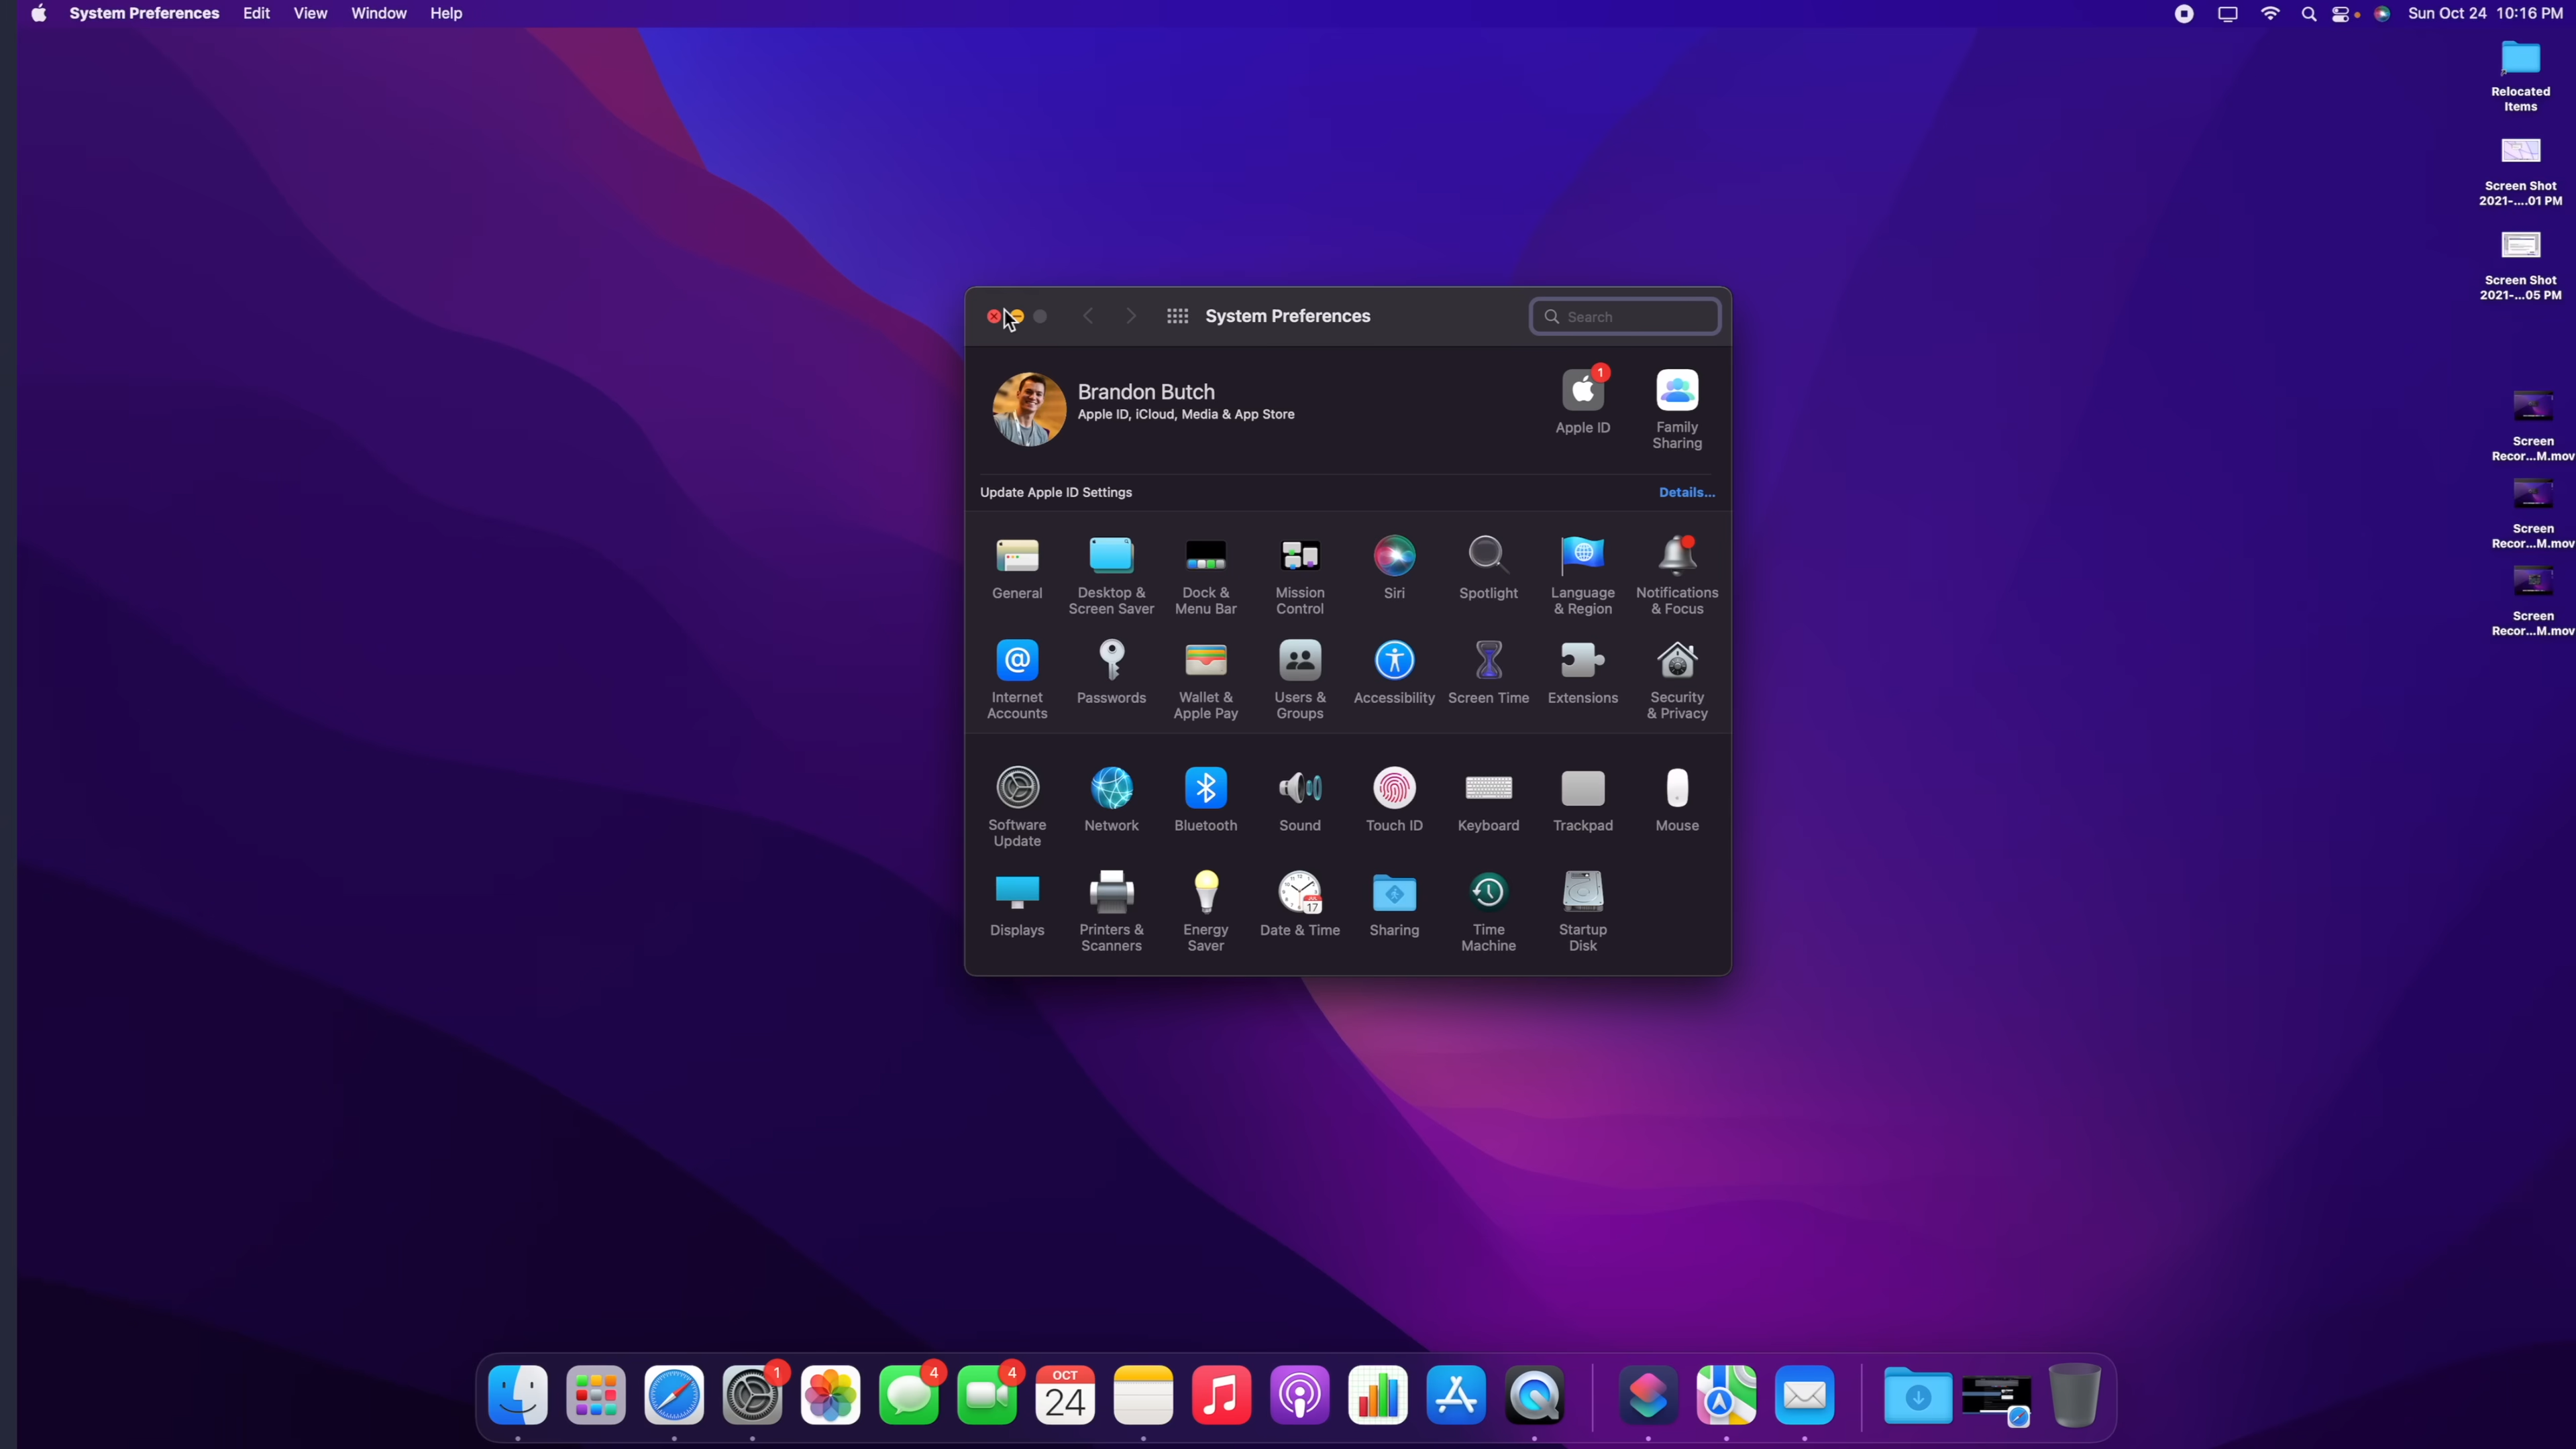 System Preferences Edit View Window Help
Sun Oct 24 10:16 PM
Relocated
Items
Screen Shot
2021-....01 PM
Screen Shot
2021-...05 PM
Screen
Recor...M.mov
Screen
Recor...M.mov
Screen
Recor...M.mov
System Preferences
Search
Brandon Butch
Apple ID, iCloud, Media & App Store
1
Apple ID
Family
Sharing
Update Apple ID Settings
Details...
General
Desktop &
Screen Saver
Dock &
Menu Bar
Mission
Control
Siri
Spotlight
Language
& Region
Notifications
& Focus
Internet
Accounts
Passwords
Wallet &
Apple Pay
Users &
Groups
Accessibility
Screen Time
Extensions
Security
& Privacy
Software
Update
Network
Bluetooth
Sound
Touch ID
Keyboard
Trackpad
Mouse
Displays
Printers &
Scanners
Energy
Saver
17
Date & Time
Sharing
Time
Machine
Startup
Disk
1
4
4
OCT
24